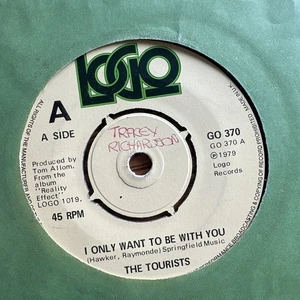 LOGO
A
A SIDE
TRACEY
RICHARDSON
GO 370
GO 370 A
℗1979
Logo
Records
Produced by
Tom Allom.
From the
album
"Reality
Effect"
LOGO 1019.
45 RPM
I ONLY WANT TO BE WITH YOU
(Hawker, Raymonde) Springfield Music
THE TOURISTS